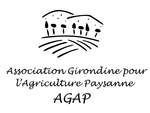 Association Girondine pour
l'Agriculture Paysanne
AGAP